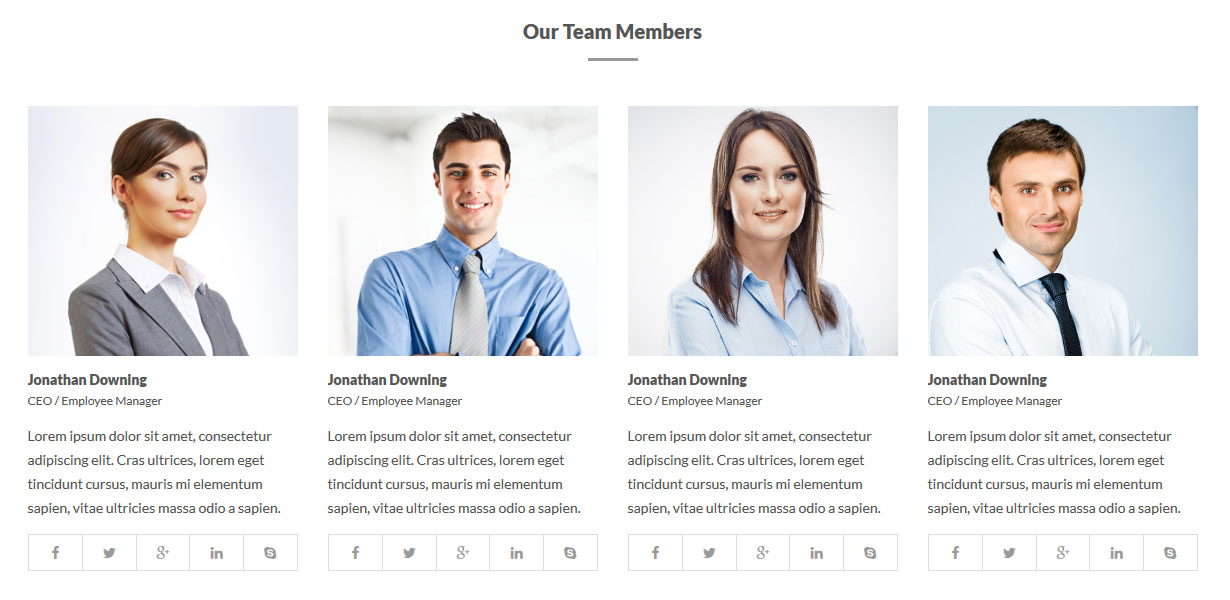 Our Team Members
Jonathan Downing
CEO / Employee Manager
Lorem ipsum dolor sit amet, consectetur
adipiscing elit. Cras ultrices, lorem eget
tincidunt cursus, mauris mi elementum
sapien, vitae ultricies massa odio a sapien.
Jonathan Downing
CEO / Employee Manager
Lorem ipsum dolor sit amet, consectetur
adipiscing elit. Cras ultrices, lorem eget
tincidunt cursus, mauris mi elementum
sapien, vitae ultricies massa odio a sapien.
Jonathan Downing
CEO / Employee Manager
Lorem ipsum dolor sit amet, consectetur
adipiscing elit. Cras ultrices, lorem eget
tincidunt cursus, mauris mi elementum
sapien, vitae ultricies massa odio a sapien.
Jonathan Downing
CEO / Employee Manager
Lorem ipsum dolor sit amet, consectetur
adipiscing elit. Cras ultrices, lorem eget
tincidunt cursus, mauris mi elementum
sapien, vitae ultricies massa odio a sapien.